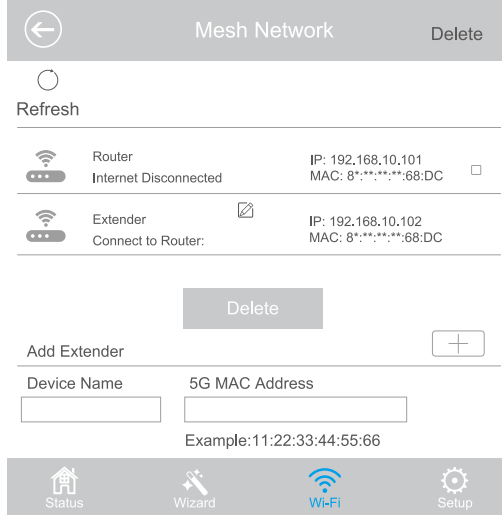 Mesh Network
Delete
Refresh
Router
Internet Disconnected
IP: 192.168.10.101
MAC: 8*:**:**:**:68:DC
Extender
Connect to Router:
IP: 192.168.10.102
MAC: 8*:**:**:**:68:DC
Delete
Add Extender
Device Name
5G MAC Address
Example:11:22:33:44:55:66
Status
Wizard
Wi-Fi
Setup